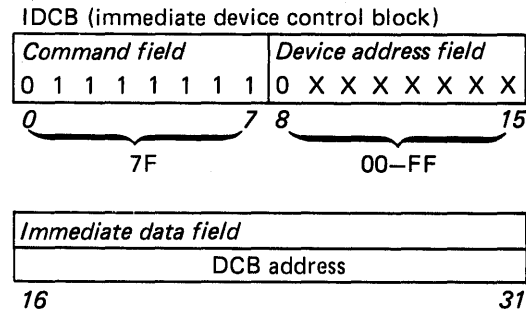 IDCB (immediate device control block)
Command field Device address field
0 1 1 1 1 1 1 1 0 X X X X X X X
0 7 8 15
7F 00–FF
Immediate data field
DCB address
16 31